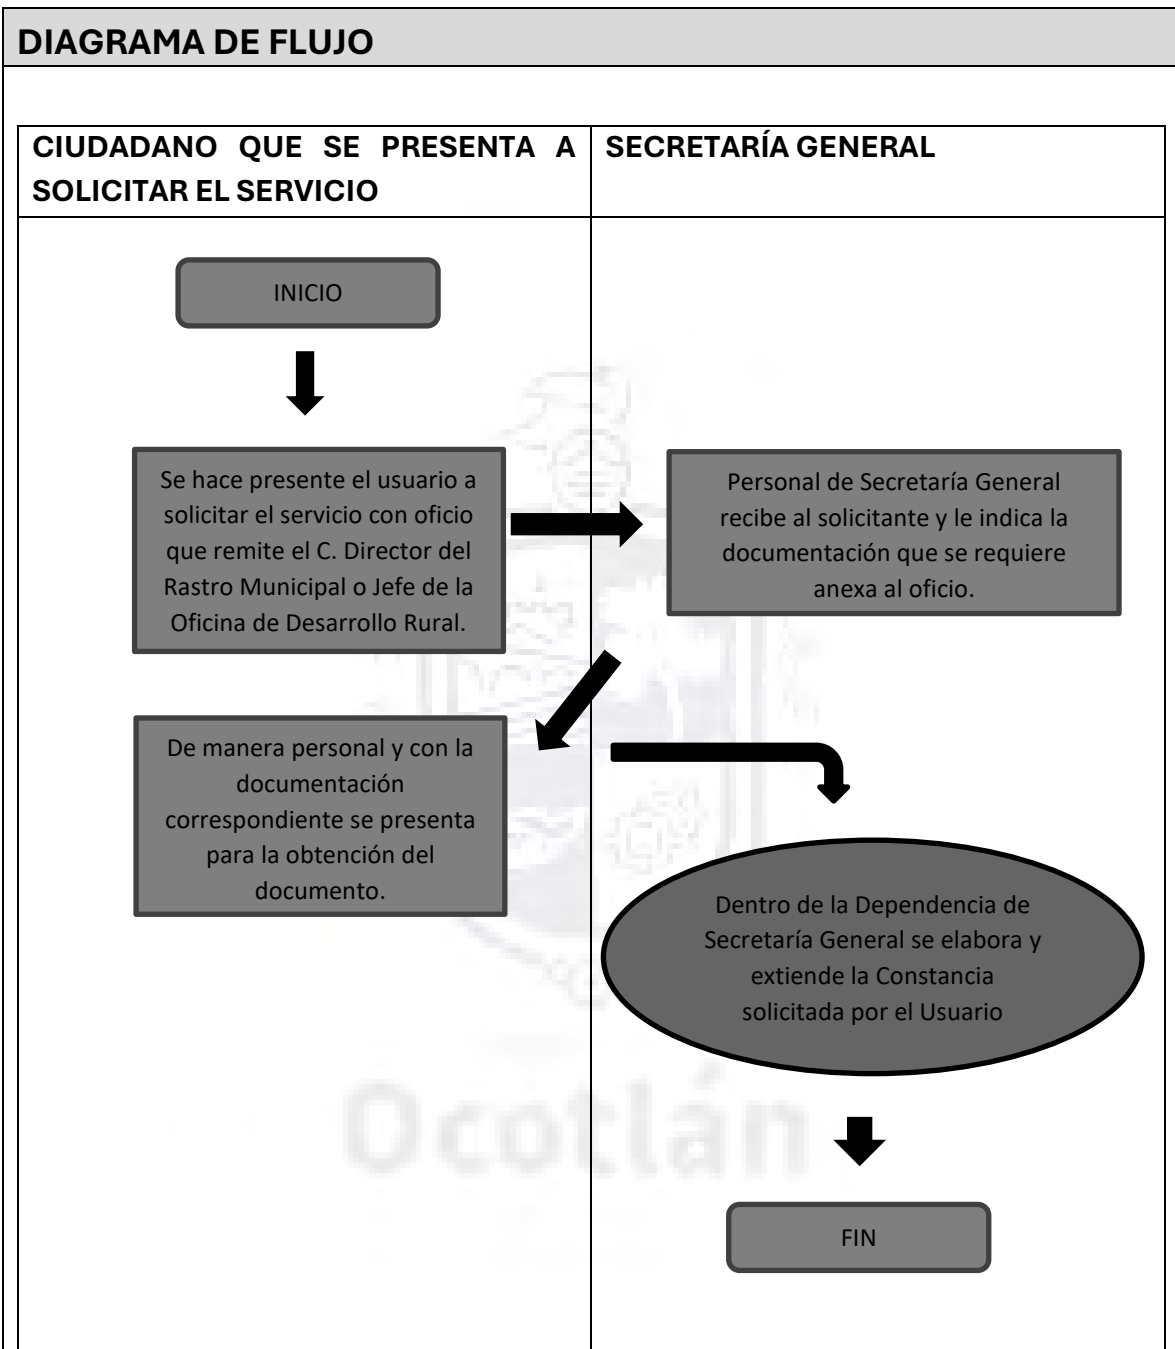 DIAGRAMA DE FLUJO
CIUDADANO QUE SE PRESENTA A
SOLICITAR EL SERVICIO
SECRETARÍA GENERAL
INICIO
Se hace presente el usuario a
solicitar el servicio con oficio
que remite el C. Director del
Rastro Municipal o Jefe de la
Oficina de Desarrollo Rural.
Personal de Secretaría General
recibe al solicitante y le indica la
documentación que se requiere
anexa al oficio.
De manera personal y con la
documentación
correspondiente se presenta
para la obtención del
documento.
Dentro de la Dependencia de
Secretaría General se elabora y
extiende la Constancia
solicitada por el Usuario
Ocotlán
FIN